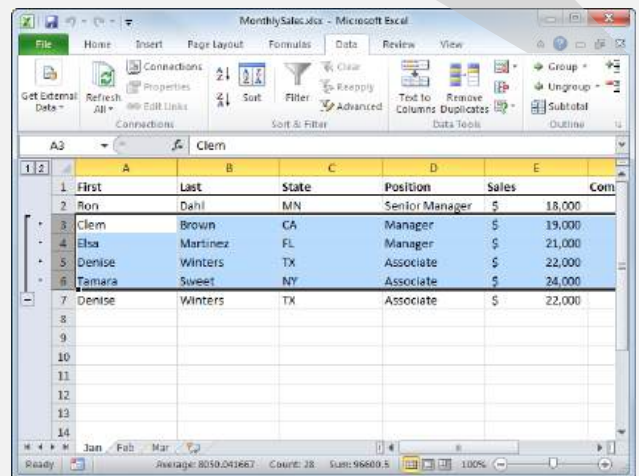 MonthlySales.xlsx - Microsoft Excel
File Home Insert Page Layout Formulas Data Review View
Get External Data
Refresh All
Connections
Properties
Edit Links
Sort
Filter
Clear
Reapply
Advanced
Text to Columns
Remove Duplicates
Group
Ungroup
Subtotal
Connections Sort & Filter Data Tools Outline
A3 fx Clem
1 2 A B C D E
1 First Last State Position Sales Com
2 Ron Dahl MN Senior Manager $ 18,000
3 Clem Brown CA Manager $ 19,000
4 Elsa Martinez FL Manager $ 21,000
5 Denise Winters TX Associate $ 22,000
6 Tamara Sweet NY Associate $ 24,000
7 Denise Winters TX Associate $ 22,000
8
9
10
11
12
13
14
Jan Feb Mar
Ready Average: 8050.041667 Count: 28 Sum: 96600.5 100%